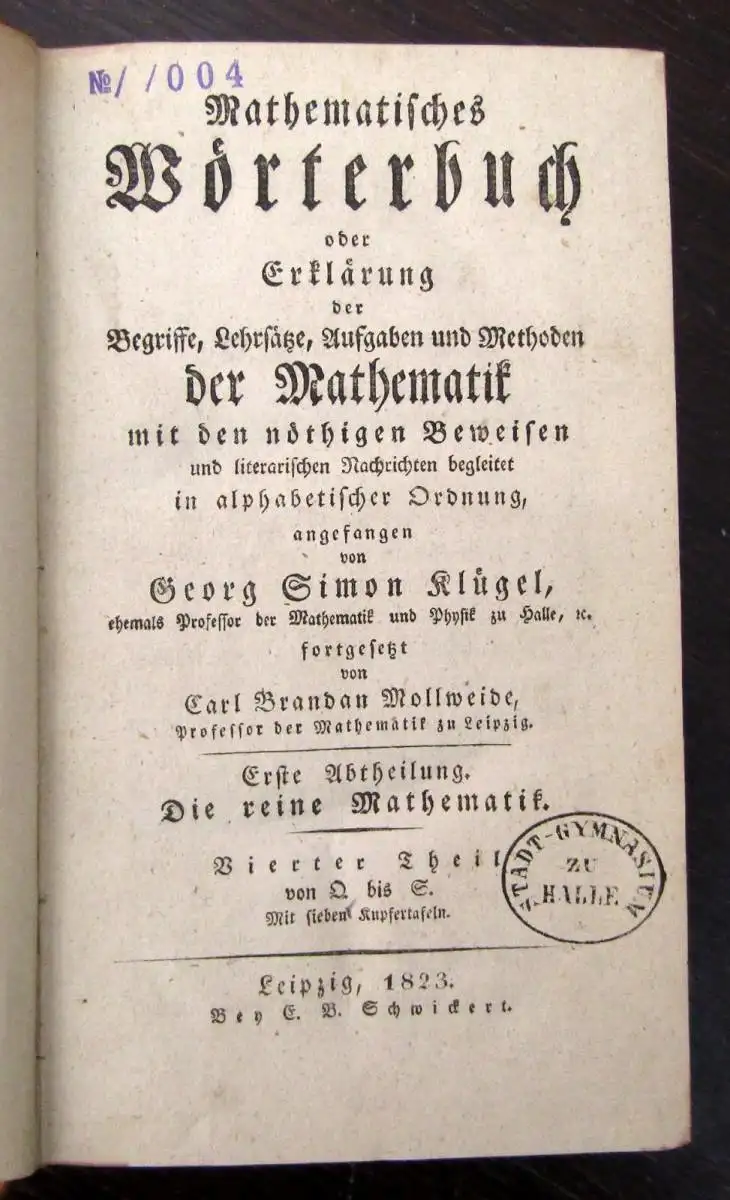 №/ /004
Mathematisches
Wörterbuch
oder
Erklärung
der
Begriffe, Lehrsätze, Aufgaben und Methoden
der Mathematik
mit den nöthigen Beweisen
und literarischen Nachrichten begleitet
in alphabetischer Ordnung,
angefangen
von
Georg Simon Klügel,
ehemals Professor der Mathematik und Physik zu Halle, ꝛc.
fortgesetzt
von
Carl Brandan Mollweide,
Professor der Mathematik zu Leipzig.
Erste Abtheilung.
Die reine Mathematik.
Vierter Theil
von Q. bis S.
Mit sieben Kupfertafeln.
STADT-GYMNASIUM
ZU
HALLE
Leipzig, 1823.
Bey E. B. Schwickert.